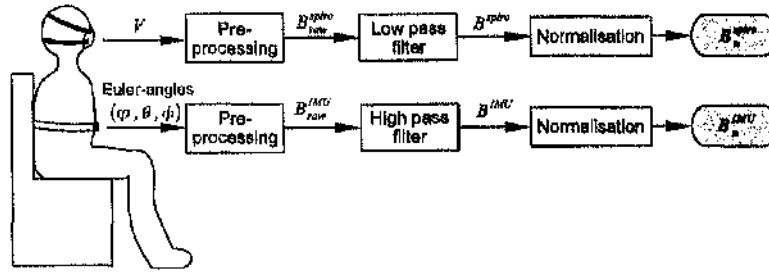 V̇
Pre-
processing
B_raw^spiro
Low pass
filter
B^spiro
Normalisation
B_n^spiro
Euler-angles
(φ, θ, ϕ)
Pre-
processing
B_raw^IMU
High pass
filter
B^IMU
Normalisation
B_n^IMU